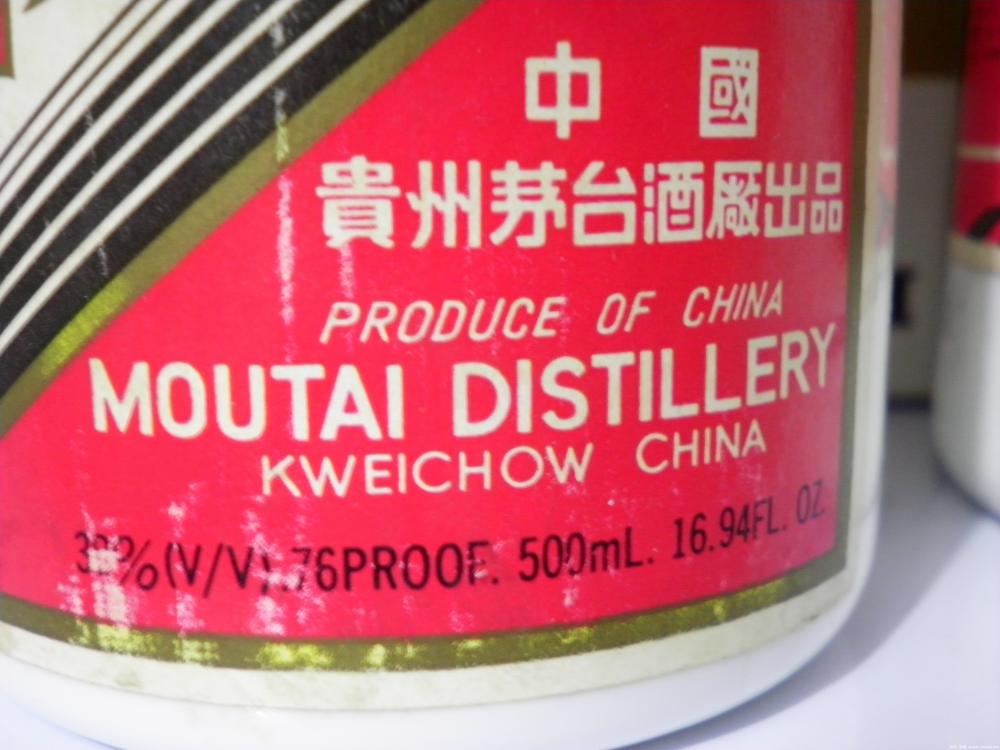 中國
貴州茅台酒廠出品
PRODUCE OF CHINA
MOUTAI DISTILLERY
KWEICHOW CHINA
(V/V).76PROOF. 500mL. 16.94FL. OZ.